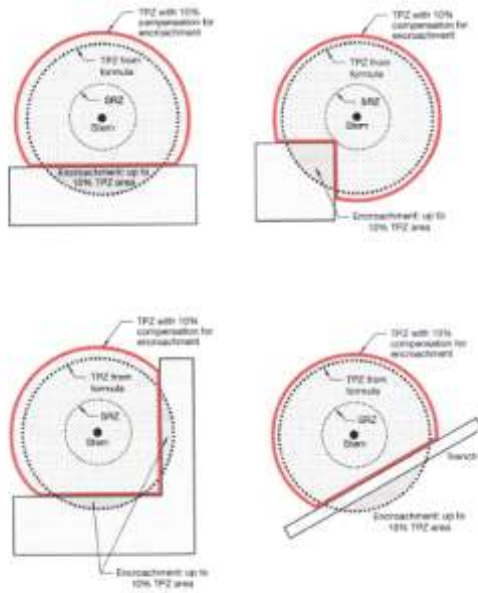 TPZ with 10%
compensation for
encroachment
TPZ from
formula
SRZ
Stem
Encroachment: up to
10% TPZ area
TPZ with 10%
compensation for
encroachment
TPZ from
formula
SRZ
Stem
Encroachment: up to
10% TPZ area
TPZ with 10%
compensation for
encroachment
TPZ from
formula
SRZ
Stem
Encroachment: up to
10% TPZ area
TPZ with 10%
compensation for
encroachment
TPZ from
formula
SRZ
Stem
Trench
Encroachment: up to
10% TPZ area